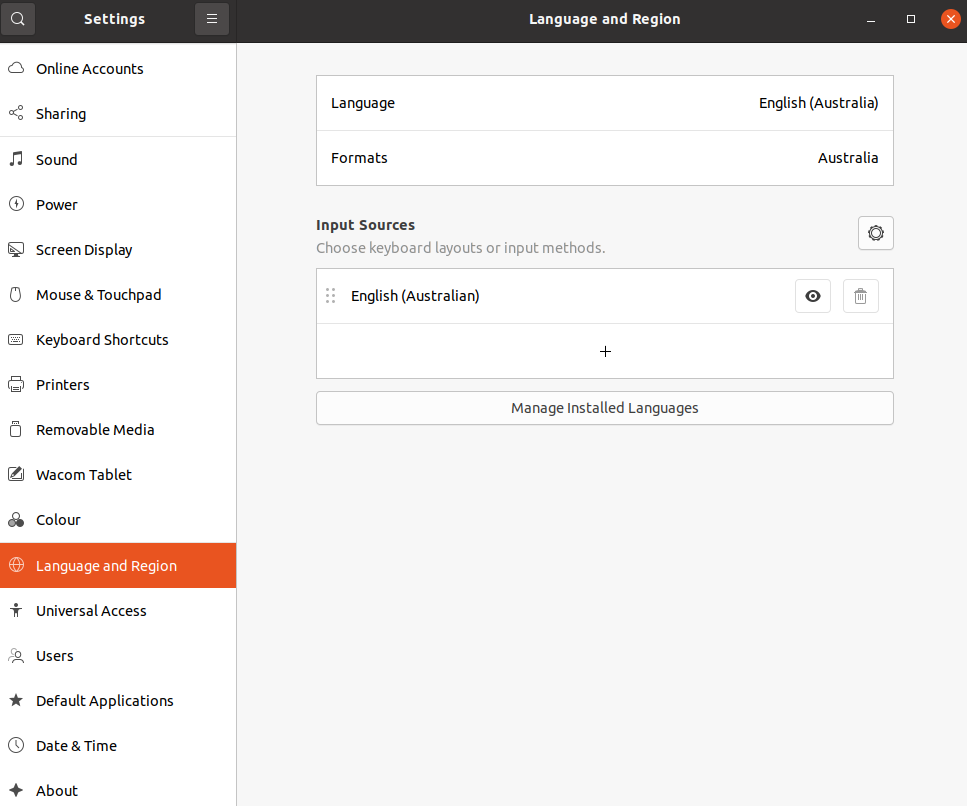 Settings
Language and Region
Online Accounts
Sharing
Sound
Power
Screen Display
Mouse & Touchpad
Keyboard Shortcuts
Printers
Removable Media
Wacom Tablet
Colour
Language and Region
Universal Access
Users
Default Applications
Date & Time
About
Language English (Australia)
Formats Australia
Input Sources
Choose keyboard layouts or input methods.
English (Australian)
Manage Installed Languages